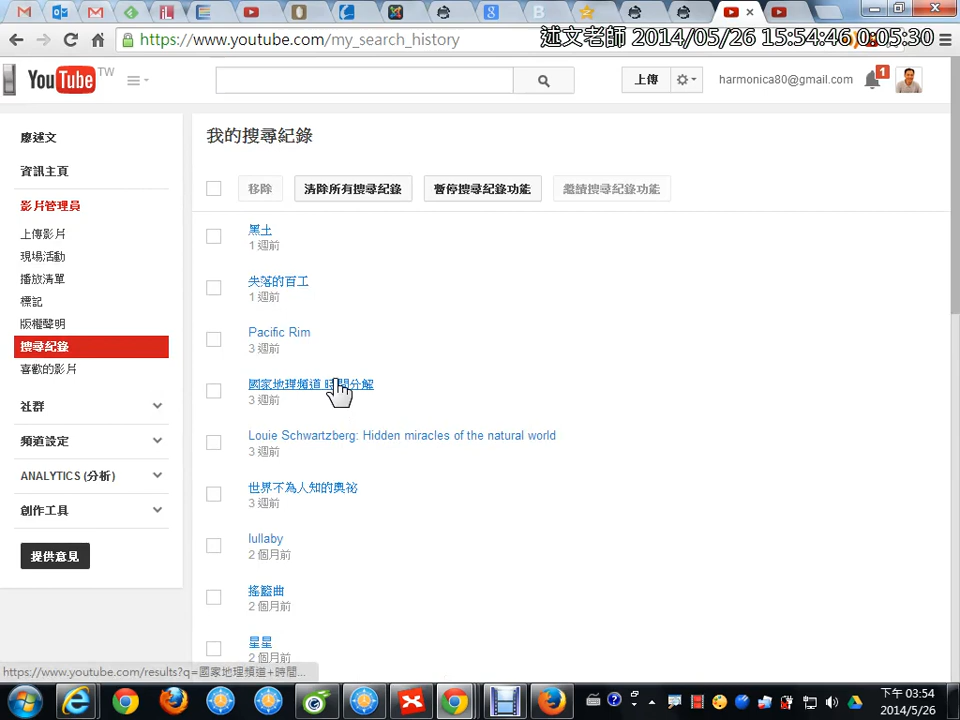 https://www.youtube.com/my_search_history
述文老師 2014/05/26 15:54:46 0:05:30
YouTube TW
上傳
harmonica80@gmail.com
1
廖述文
資訊主頁
影片管理員
上傳影片
現場活動
播放清單
標記
版權聲明
搜尋紀錄
喜歡的影片
社群
頻道設定
ANALYTICS (分析)
創作工具
提供意見
我的搜尋紀錄
移除
清除所有搜尋紀錄
暫停搜尋紀錄功能
繼續搜尋紀錄功能
黑土
1 週前
失落的百工
1 週前
Pacific Rim
3 週前
國家地理頻道 時間分解
3 週前
Louie Schwartzberg: Hidden miracles of the natural world
3 週前
世界不為人知的奧祕
3 週前
lullaby
2 個月前
搖籃曲
2 個月前
星星
2 個月前
https://www.youtube.com/results?q=國家地理頻道+時間...
下午 03:54
2014/5/26